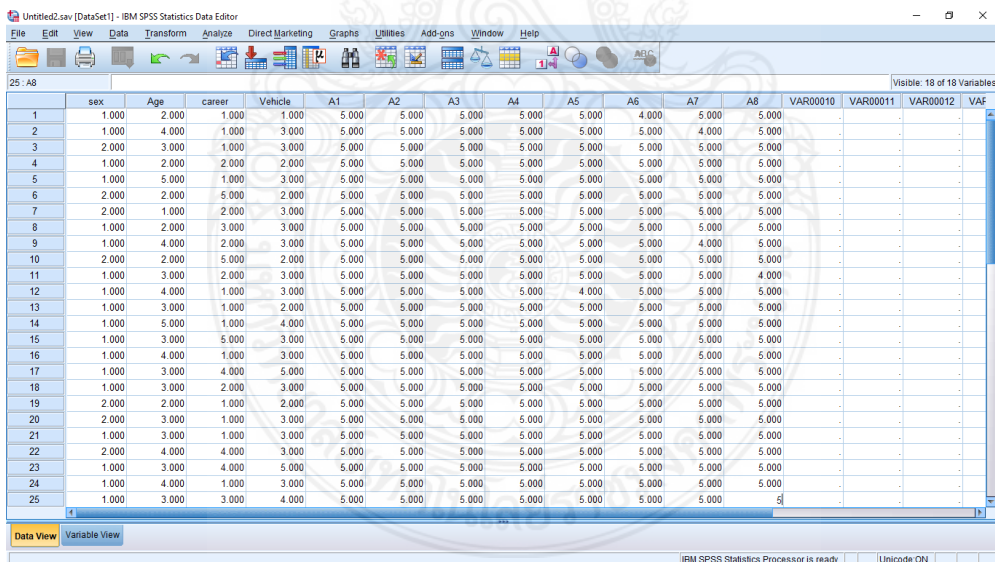 Untitled2.sav [DataSet1] - IBM SPSS Statistics Data Editor
File Edit View Data Transform Analyze Direct Marketing Graphs Utilities Add-ons Window Help
25 : A8 Visible: 18 of 18 Variables
sex Age career Vehicle A1 A2 A3 A4 A5 A6 A7 A8 VAR00010 VAR00011 VAR00012 VAR
1 1.000 2.000 1.000 1.000 5.000 5.000 5.000 5.000 5.000 4.000 5.000 5.000 . . .
2 1.000 4.000 1.000 3.000 5.000 5.000 5.000 5.000 5.000 5.000 4.000 5.000 . . .
3 2.000 3.000 1.000 3.000 5.000 5.000 5.000 5.000 5.000 5.000 5.000 5.000 . . .
4 1.000 2.000 2.000 2.000 5.000 5.000 5.000 5.000 5.000 5.000 5.000 5.000 . . .
5 1.000 5.000 1.000 3.000 5.000 5.000 5.000 5.000 5.000 5.000 5.000 5.000 . . .
6 2.000 2.000 5.000 2.000 5.000 5.000 5.000 5.000 5.000 5.000 5.000 5.000 . . .
7 2.000 1.000 2.000 3.000 5.000 5.000 5.000 5.000 5.000 5.000 5.000 5.000 . . .
8 1.000 2.000 3.000 3.000 5.000 5.000 5.000 5.000 5.000 5.000 5.000 5.000 . . .
9 1.000 4.000 2.000 3.000 5.000 5.000 5.000 5.000 5.000 5.000 4.000 5.000 . . .
10 2.000 2.000 5.000 2.000 5.000 5.000 5.000 5.000 5.000 5.000 5.000 5.000 . . .
11 1.000 3.000 2.000 3.000 5.000 5.000 5.000 5.000 5.000 5.000 5.000 4.000 . . .
12 1.000 4.000 1.000 3.000 5.000 5.000 5.000 5.000 4.000 5.000 5.000 5.000 . . .
13 1.000 3.000 1.000 2.000 5.000 5.000 5.000 5.000 5.000 5.000 5.000 5.000 . . .
14 1.000 5.000 1.000 4.000 5.000 5.000 5.000 5.000 5.000 5.000 5.000 5.000 . . .
15 1.000 3.000 5.000 3.000 5.000 5.000 5.000 5.000 5.000 5.000 5.000 5.000 . . .
16 1.000 4.000 1.000 3.000 5.000 5.000 5.000 5.000 5.000 5.000 5.000 5.000 . . .
17 1.000 3.000 4.000 5.000 5.000 5.000 5.000 5.000 5.000 5.000 5.000 5.000 . . .
18 1.000 3.000 2.000 3.000 5.000 5.000 5.000 5.000 5.000 5.000 5.000 5.000 . . .
19 2.000 2.000 1.000 2.000 5.000 5.000 5.000 5.000 5.000 5.000 5.000 5.000 . . .
20 2.000 3.000 1.000 3.000 5.000 5.000 5.000 5.000 5.000 5.000 5.000 5.000 . . .
21 1.000 3.000 1.000 3.000 5.000 5.000 5.000 5.000 5.000 5.000 5.000 5.000 . . .
22 2.000 4.000 4.000 3.000 5.000 5.000 5.000 5.000 5.000 5.000 5.000 5.000 . . .
23 1.000 3.000 4.000 5.000 5.000 5.000 5.000 5.000 5.000 5.000 5.000 5.000 . . .
24 1.000 4.000 1.000 3.000 5.000 5.000 5.000 5.000 5.000 5.000 5.000 5.000 . . .
25 1.000 3.000 3.000 4.000 5.000 5.000 5.000 5.000 5.000 5.000 5.000 5 . . .
Data View Variable View
IBM SPSS Statistics Processor is ready Unicode:ON